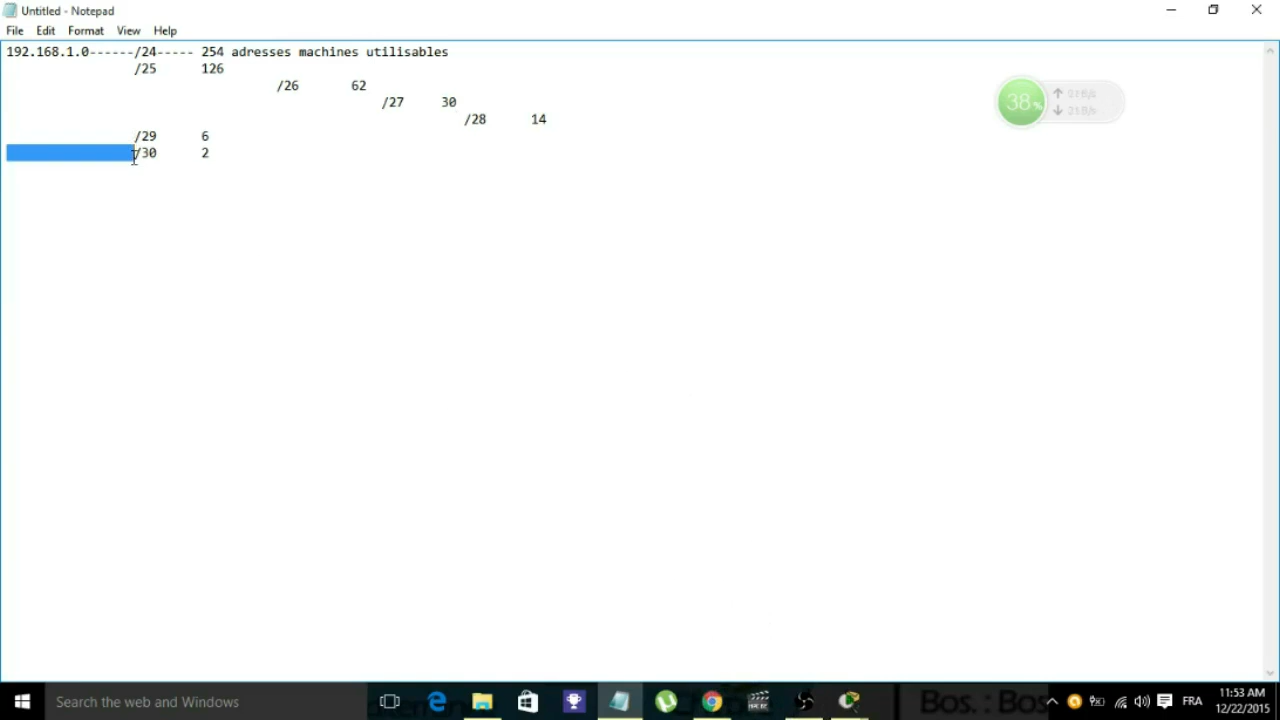 Untitled - Notepad
File Edit Format View Help
192.168.1.0------/24----- 254 adresses machines utilisables
/25 126
/26 62
/27 30
/28 14
/29 6
/30 2
38%
Search the web and Windows
Bos. : Bos
FRA
11:53 AM
12/22/2015